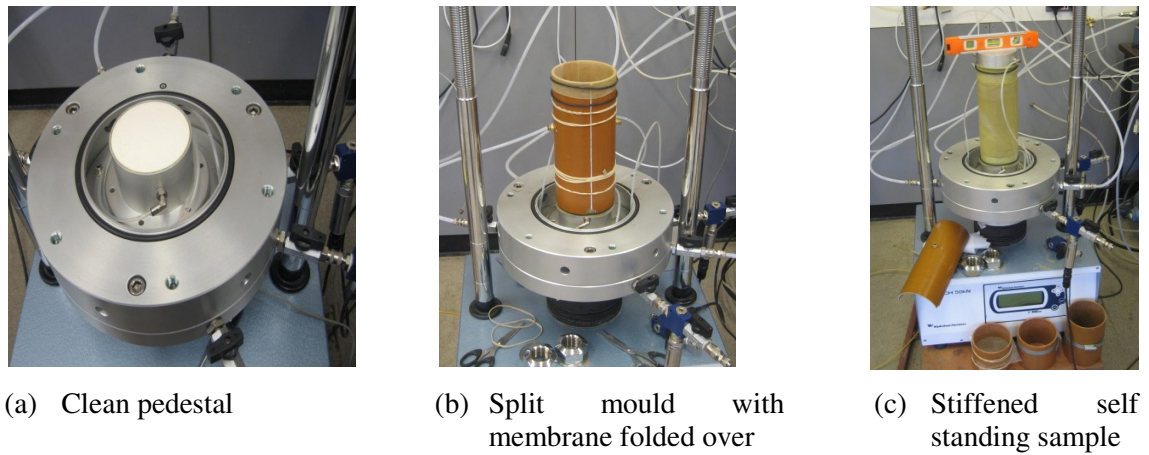 (a) Clean pedestal
(b) Split mould with
membrane folded over
(c) Stiffened self
standing sample